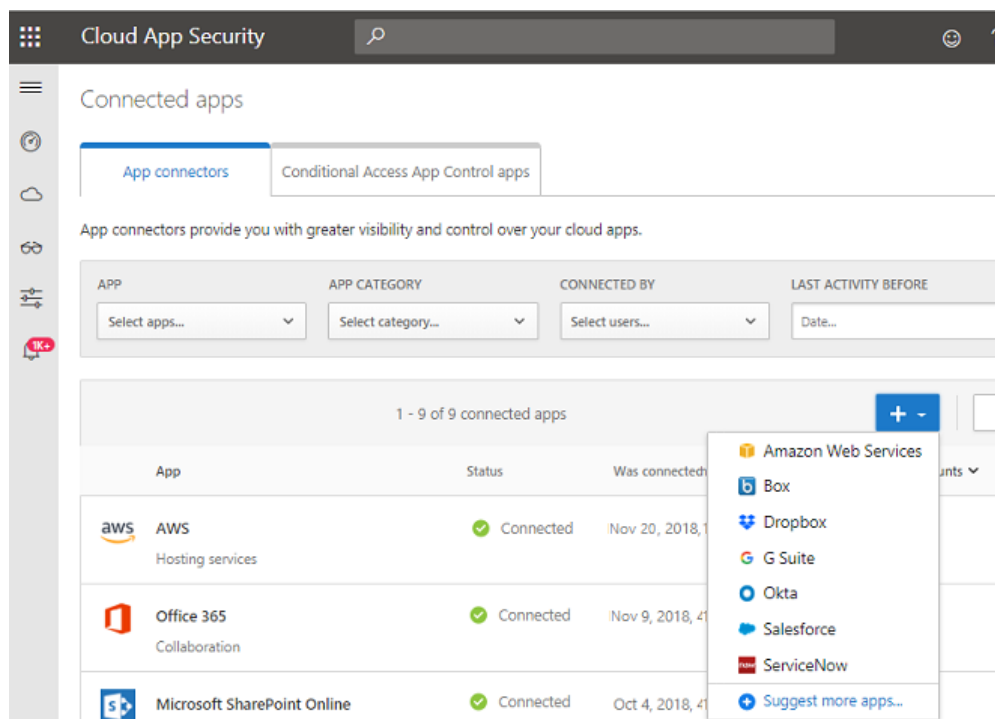 Cloud App Security
Connected apps
App connectors
Conditional Access App Control apps
App connectors provide you with greater visibility and control over your cloud apps.
APP
APP CATEGORY
CONNECTED BY
LAST ACTIVITY BEFORE
Select apps...
Select category...
Select users...
Date...
1K+
1 - 9 of 9 connected apps
App
Status
Was connected
aws
AWS
Connected
Nov 20, 2018,
Hosting services
Office 365
Connected
Nov 9, 2018,
Collaboration
Microsoft SharePoint Online
Connected
Oct 4, 2018,
Amazon Web Services
Box
Dropbox
G Suite
Okta
Salesforce
now
ServiceNow
Suggest more apps...